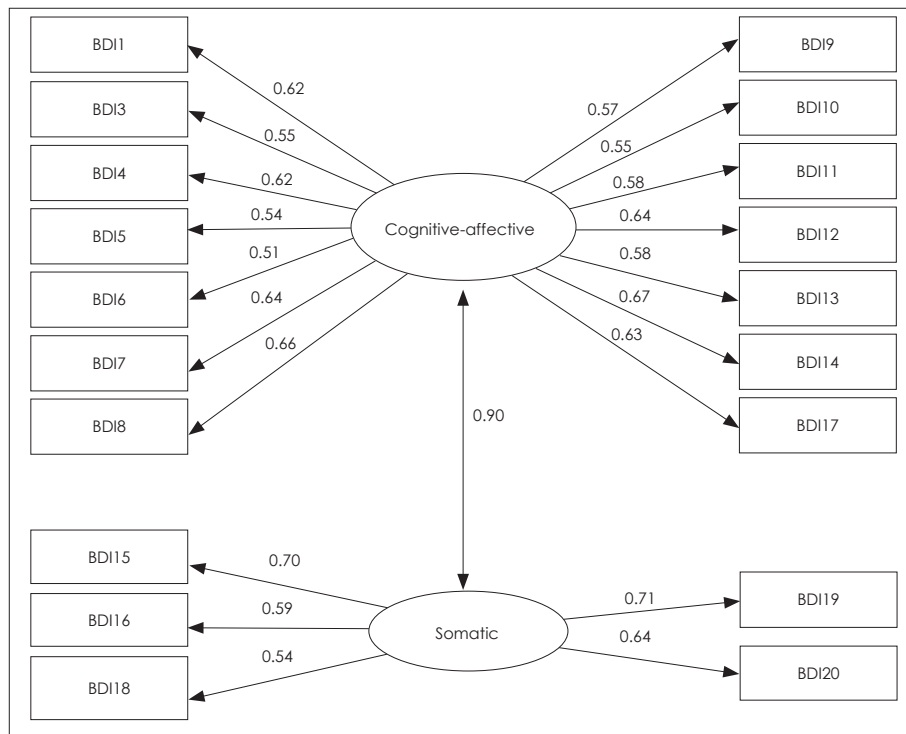 BDI1
BDI3
BDI4
BDI5
BDI6
BDI7
BDI8
0.62
0.55
0.62
0.54
0.51
0.64
0.66
Cognitive-affective
0.57
0.55
0.58
0.64
0.58
0.67
0.63
BDI9
BDI10
BDI11
BDI12
BDI13
BDI14
BDI17
0.90
BDI15
BDI16
BDI18
0.70
0.59
0.54
Somatic
0.71
0.64
BDI19
BDI20